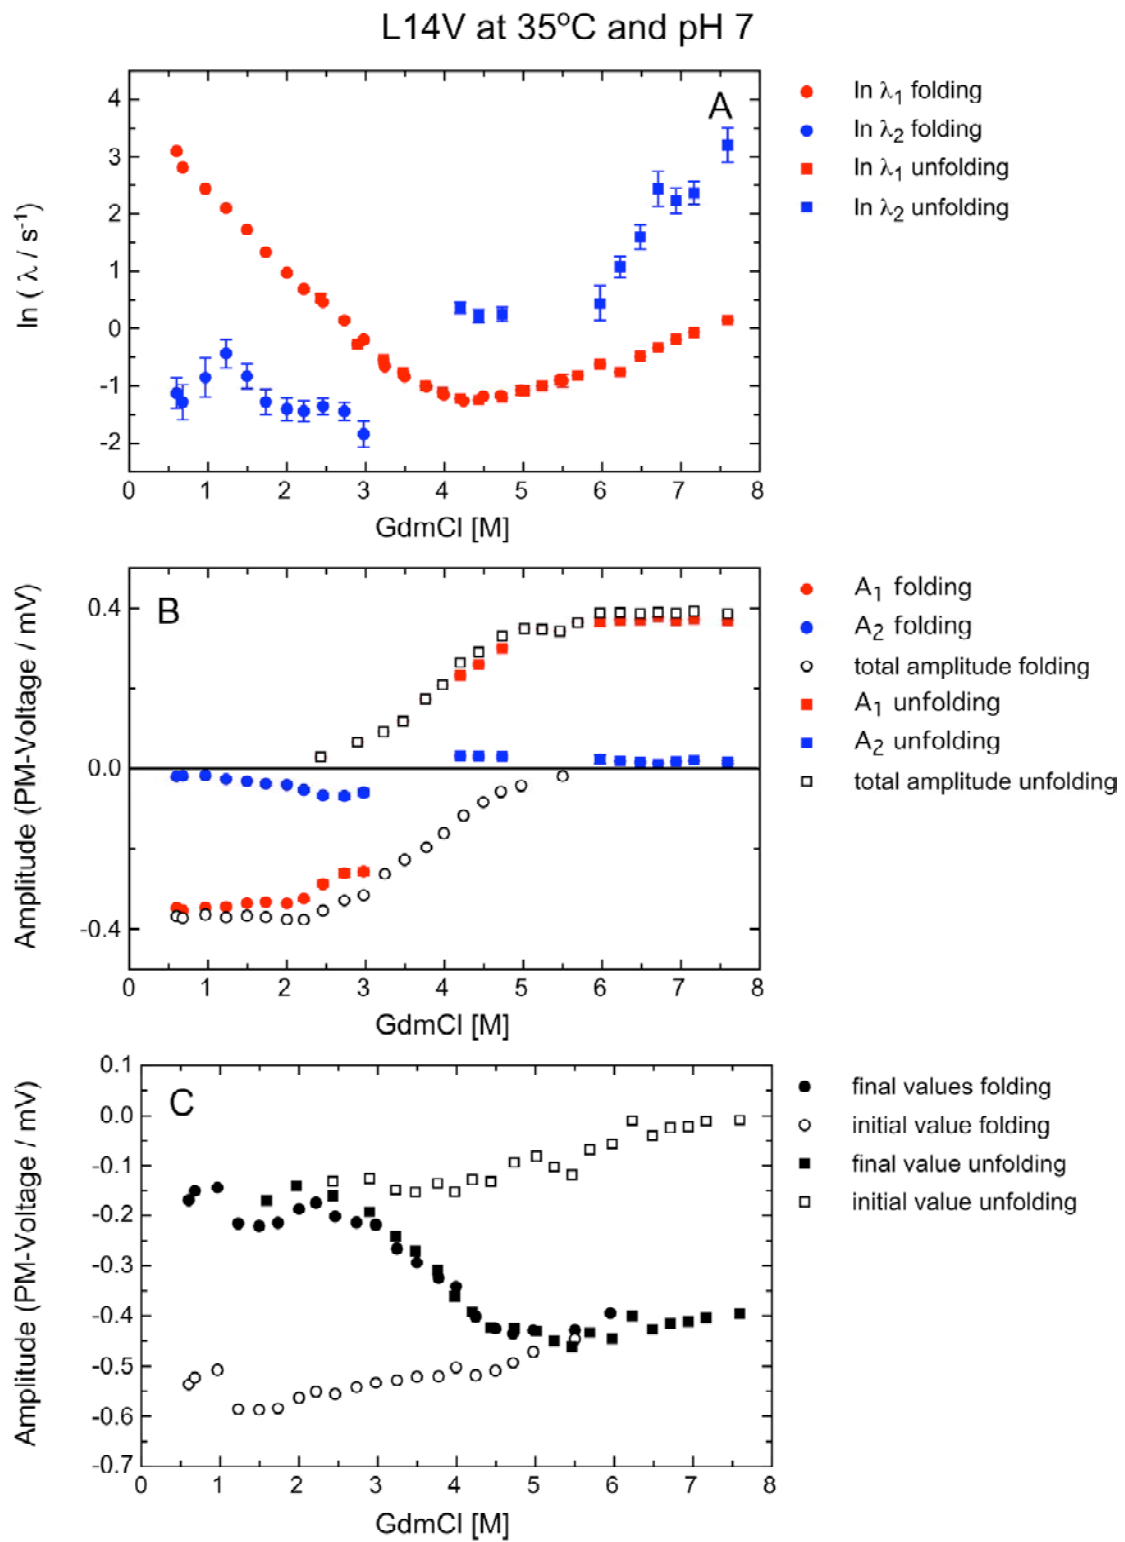 L14V at 35ºC and pH 7
A
4
3
2
1
0
-1
-2
ln ( λ / s⁻¹)
0 1 2 3 4 5 6 7 8
GdmCl [M]
ln λ₁ folding
ln λ₂ folding
ln λ₁ unfolding
ln λ₂ unfolding
B
0.4
0.0
-0.4
Amplitude (PM-Voltage / mV)
0 1 2 3 4 5 6 7 8
GdmCl [M]
A₁ folding
A₂ folding
total amplitude folding
A₁ unfolding
A₂ unfolding
total amplitude unfolding
C
0.1
0.0
-0.1
-0.2
-0.3
-0.4
-0.5
-0.6
-0.7
Amplitude (PM-Voltage / mV)
0 1 2 3 4 5 6 7 8
GdmCl [M]
final values folding
initial value folding
final value unfolding
initial value unfolding